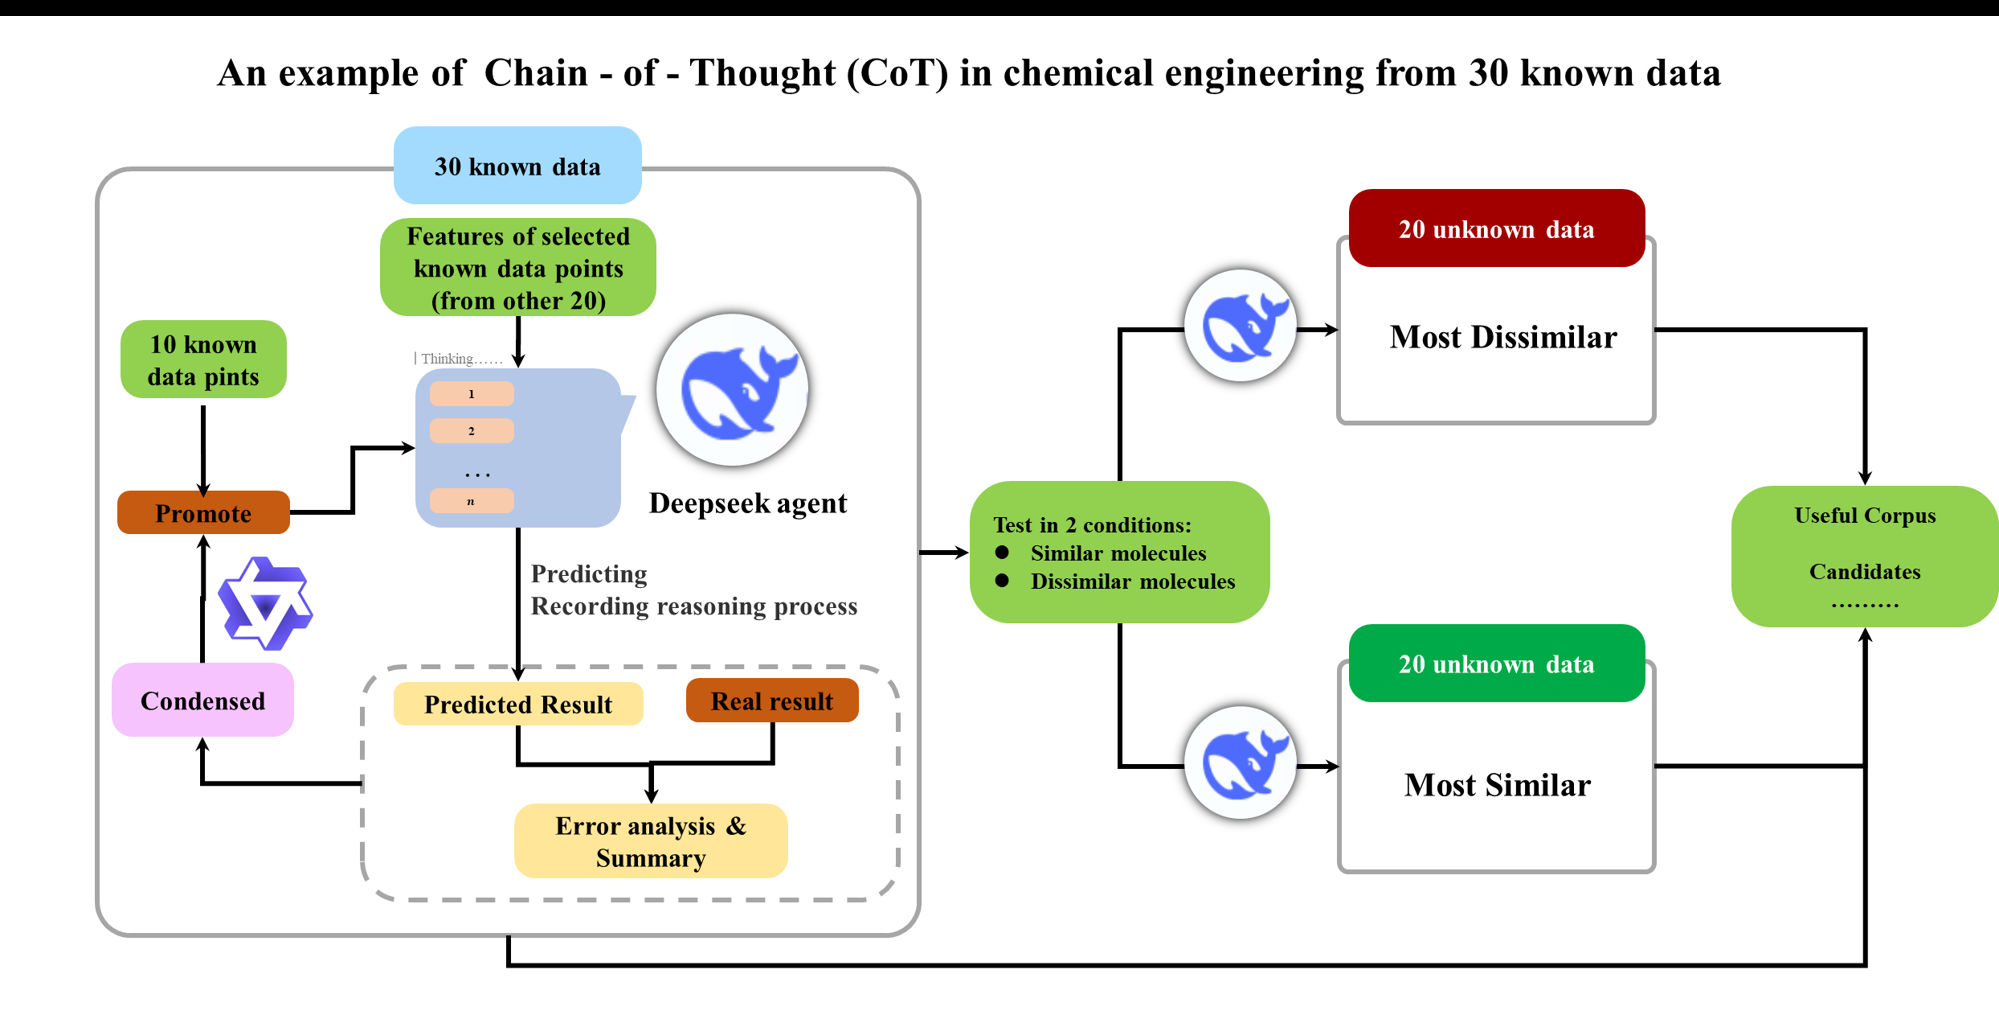 An example of Chain - of - Thought (CoT) in chemical engineering from 30 known data
30 known data
Features of selected
known data points
(from other 20)
10 known
data pints
| Thinking……
1
2
...
n
Promote
Deepseek agent
Predicting
Recording reasoning process
Condensed
Predicted Result
Real result
Error analysis &
Summary
Test in 2 conditions:
● Similar molecules
● Dissimilar molecules
20 unknown data
Most Dissimilar
20 unknown data
Most Similar
Useful Corpus
Candidates
………